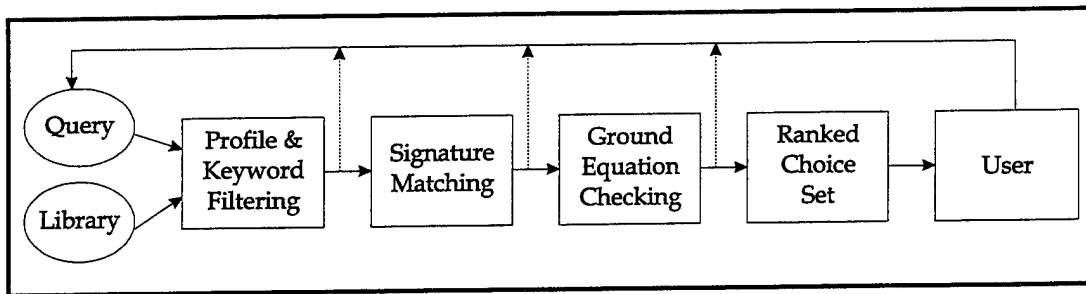 Query
Library
Profile &
Keyword
Filtering
Signature
Matching
Ground
Equation
Checking
Ranked
Choice
Set
User